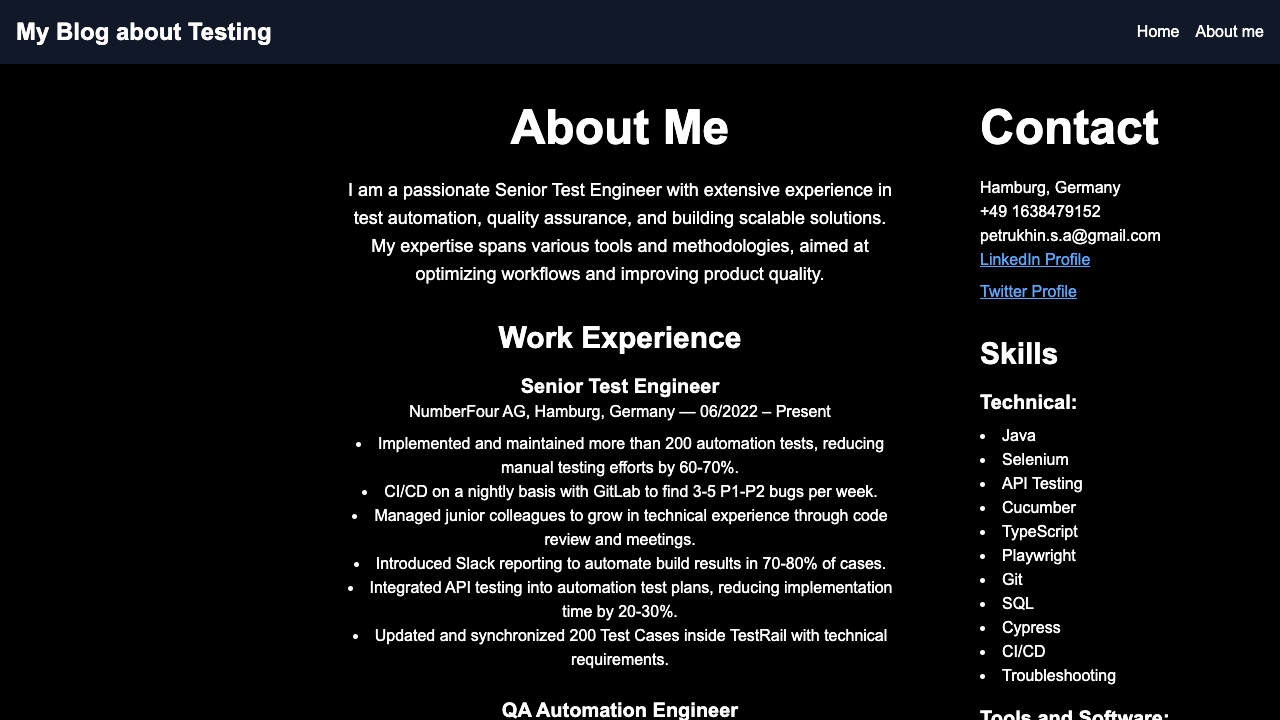 My Blog about Testing
Home
About me
About Me
I am a passionate Senior Test Engineer with extensive experience in
test automation, quality assurance, and building scalable solutions.
My expertise spans various tools and methodologies, aimed at
optimizing workflows and improving product quality.
Work Experience
Senior Test Engineer
NumberFour AG, Hamburg, Germany — 06/2022 – Present
• Implemented and maintained more than 200 automation tests, reducing
manual testing efforts by 60-70%.
• CI/CD on a nightly basis with GitLab to find 3-5 P1-P2 bugs per week.
• Managed junior colleagues to grow in technical experience through code
review and meetings.
• Introduced Slack reporting to automate build results in 70-80% of cases.
• Integrated API testing into automation test plans, reducing implementation
time by 20-30%.
• Updated and synchronized 200 Test Cases inside TestRail with technical
requirements.
QA Automation Engineer
Contact
Hamburg, Germany
+49 1638479152
petrukhin.s.a@gmail.com
LinkedIn Profile
Twitter Profile
Skills
Technical:
• Java
• Selenium
• API Testing
• Cucumber
• TypeScript
• Playwright
• Git
• SQL
• Cypress
• CI/CD
• Troubleshooting
Tools and Software: